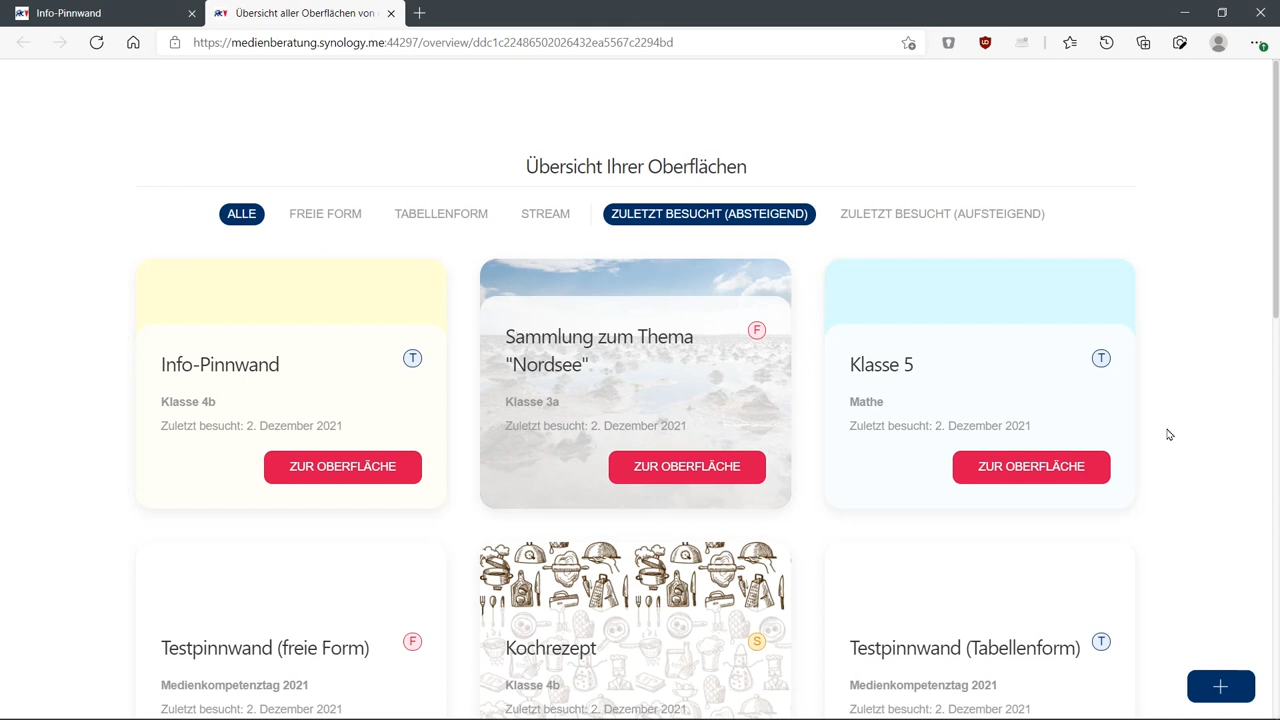 Info-Pinnwand
Übersicht aller Oberflächen von
https://medienberatung.synology.me:44297/overview/ddc1c22486502026432ea5567c2294bd
Übersicht Ihrer Oberflächen
ALLE FREIE FORM TABELLENFORM STREAM ZULETZT BESUCHT (ABSTEIGEND) ZULETZT BESUCHT (AUFSTEIGEND)
Info-Pinnwand T
Klasse 4b
Zuletzt besucht: 2. Dezember 2021
ZUR OBERFLÄCHE
Sammlung zum Thema F
"Nordsee"
Klasse 3a
Zuletzt besucht: 2. Dezember 2021
ZUR OBERFLÄCHE
Klasse 5 T
Mathe
Zuletzt besucht: 2. Dezember 2021
ZUR OBERFLÄCHE
Testpinnwand (freie Form) F
Medienkompetenztag 2021
Zuletzt besucht: 2. Dezember 2021
Kochrezept S
Klasse 4b
Zuletzt besucht: 2. Dezember 2021
Testpinnwand (Tabellenform) T
Medienkompetenztag 2021
Zuletzt besucht: 2. Dezember 2021